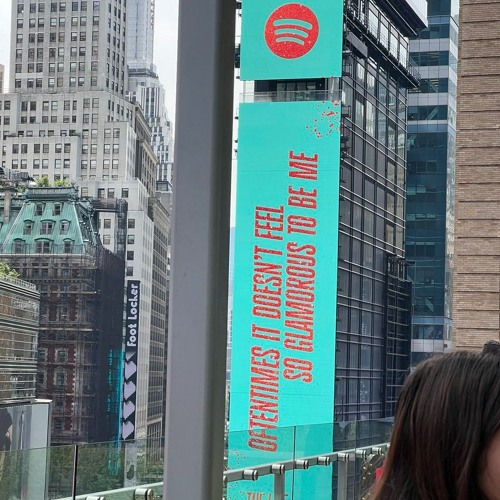 OFTENTIMES IT DOESN'T FEEL
SO GLAMOROUS TO BE ME
Foot Locker